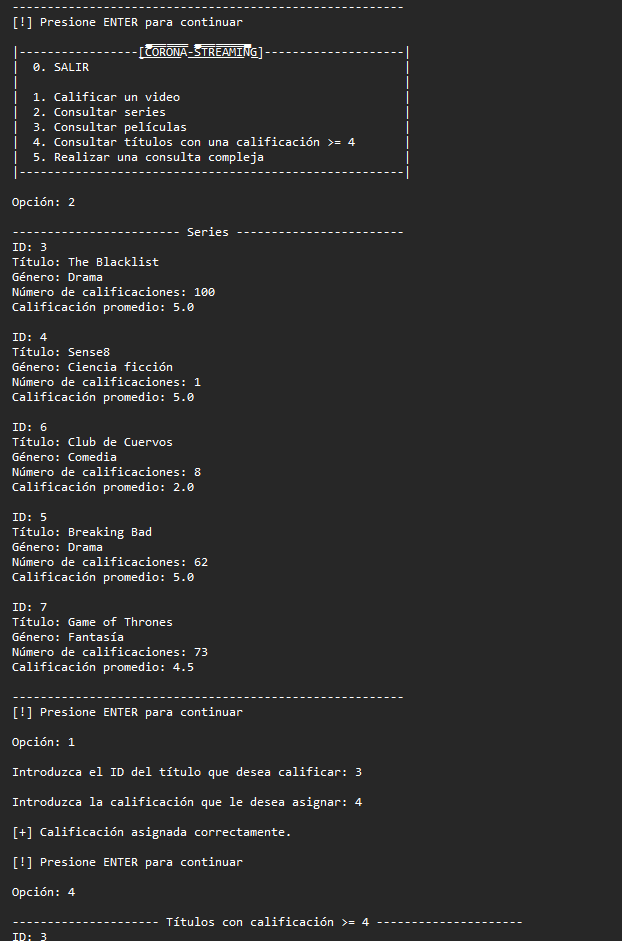 --------------------------------------------------------
[!] Presione ENTER para continuar
|-----------------[CORONA-STREAMING]--------------------|
| 0. SALIR |
| |
| 1. Calificar un video |
| 2. Consultar series |
| 3. Consultar películas |
| 4. Consultar títulos con una calificación >= 4 |
| 5. Realizar una consulta compleja |
|-------------------------------------------------------|
Opción: 2
------------------------ Series ------------------------
ID: 3
Título: The Blacklist
Género: Drama
Número de calificaciones: 100
Calificación promedio: 5.0
ID: 4
Título: Sense8
Género: Ciencia ficción
Número de calificaciones: 1
Calificación promedio: 5.0
ID: 6
Título: Club de Cuervos
Género: Comedia
Número de calificaciones: 8
Calificación promedio: 2.0
ID: 5
Título: Breaking Bad
Género: Drama
Número de calificaciones: 62
Calificación promedio: 5.0
ID: 7
Título: Game of Thrones
Género: Fantasía
Número de calificaciones: 73
Calificación promedio: 4.5
--------------------------------------------------------
[!] Presione ENTER para continuar
Opción: 1
Introduzca el ID del título que desea calificar: 3
Introduzca la calificación que le desea asignar: 4
[+] Calificación asignada correctamente.
[!] Presione ENTER para continuar
Opción: 4
--------------------- Títulos con calificación >= 4 ---------------------
ID: 3